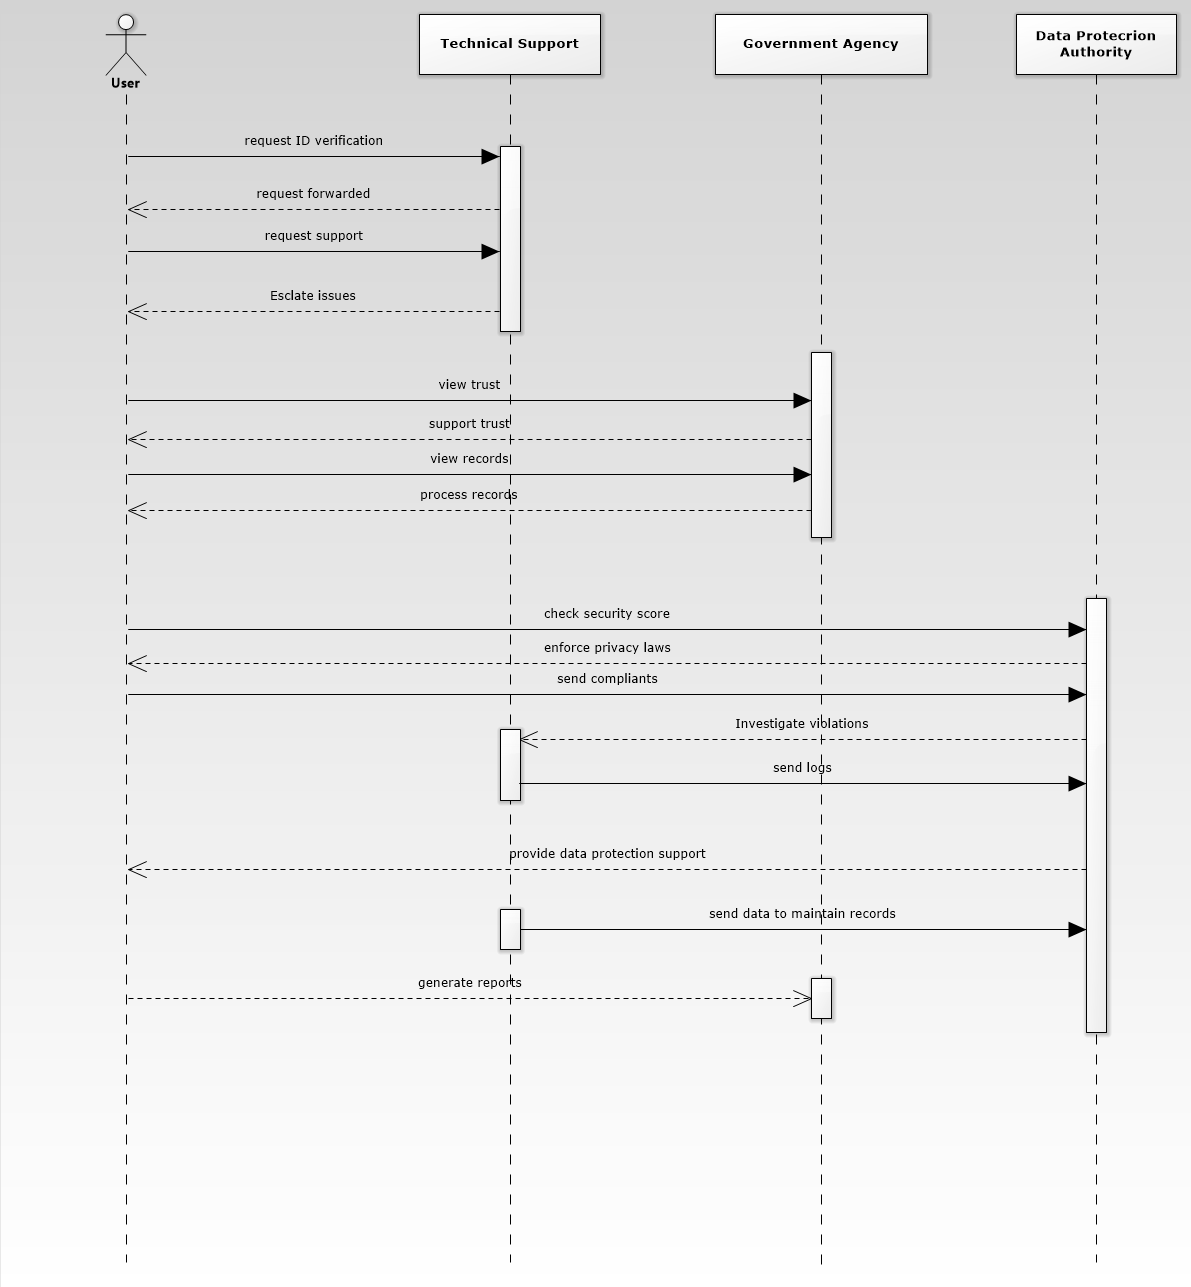 User
Technical Support
Government Agency
Data Protecrion
Authority
request ID verification
request forwarded
request support
Esclate issues
view trust
support trust
view records
process records
check security score
enforce privacy laws
send compliants
Investigate violations
send logs
provide data protection support
send data to maintain records
generate reports